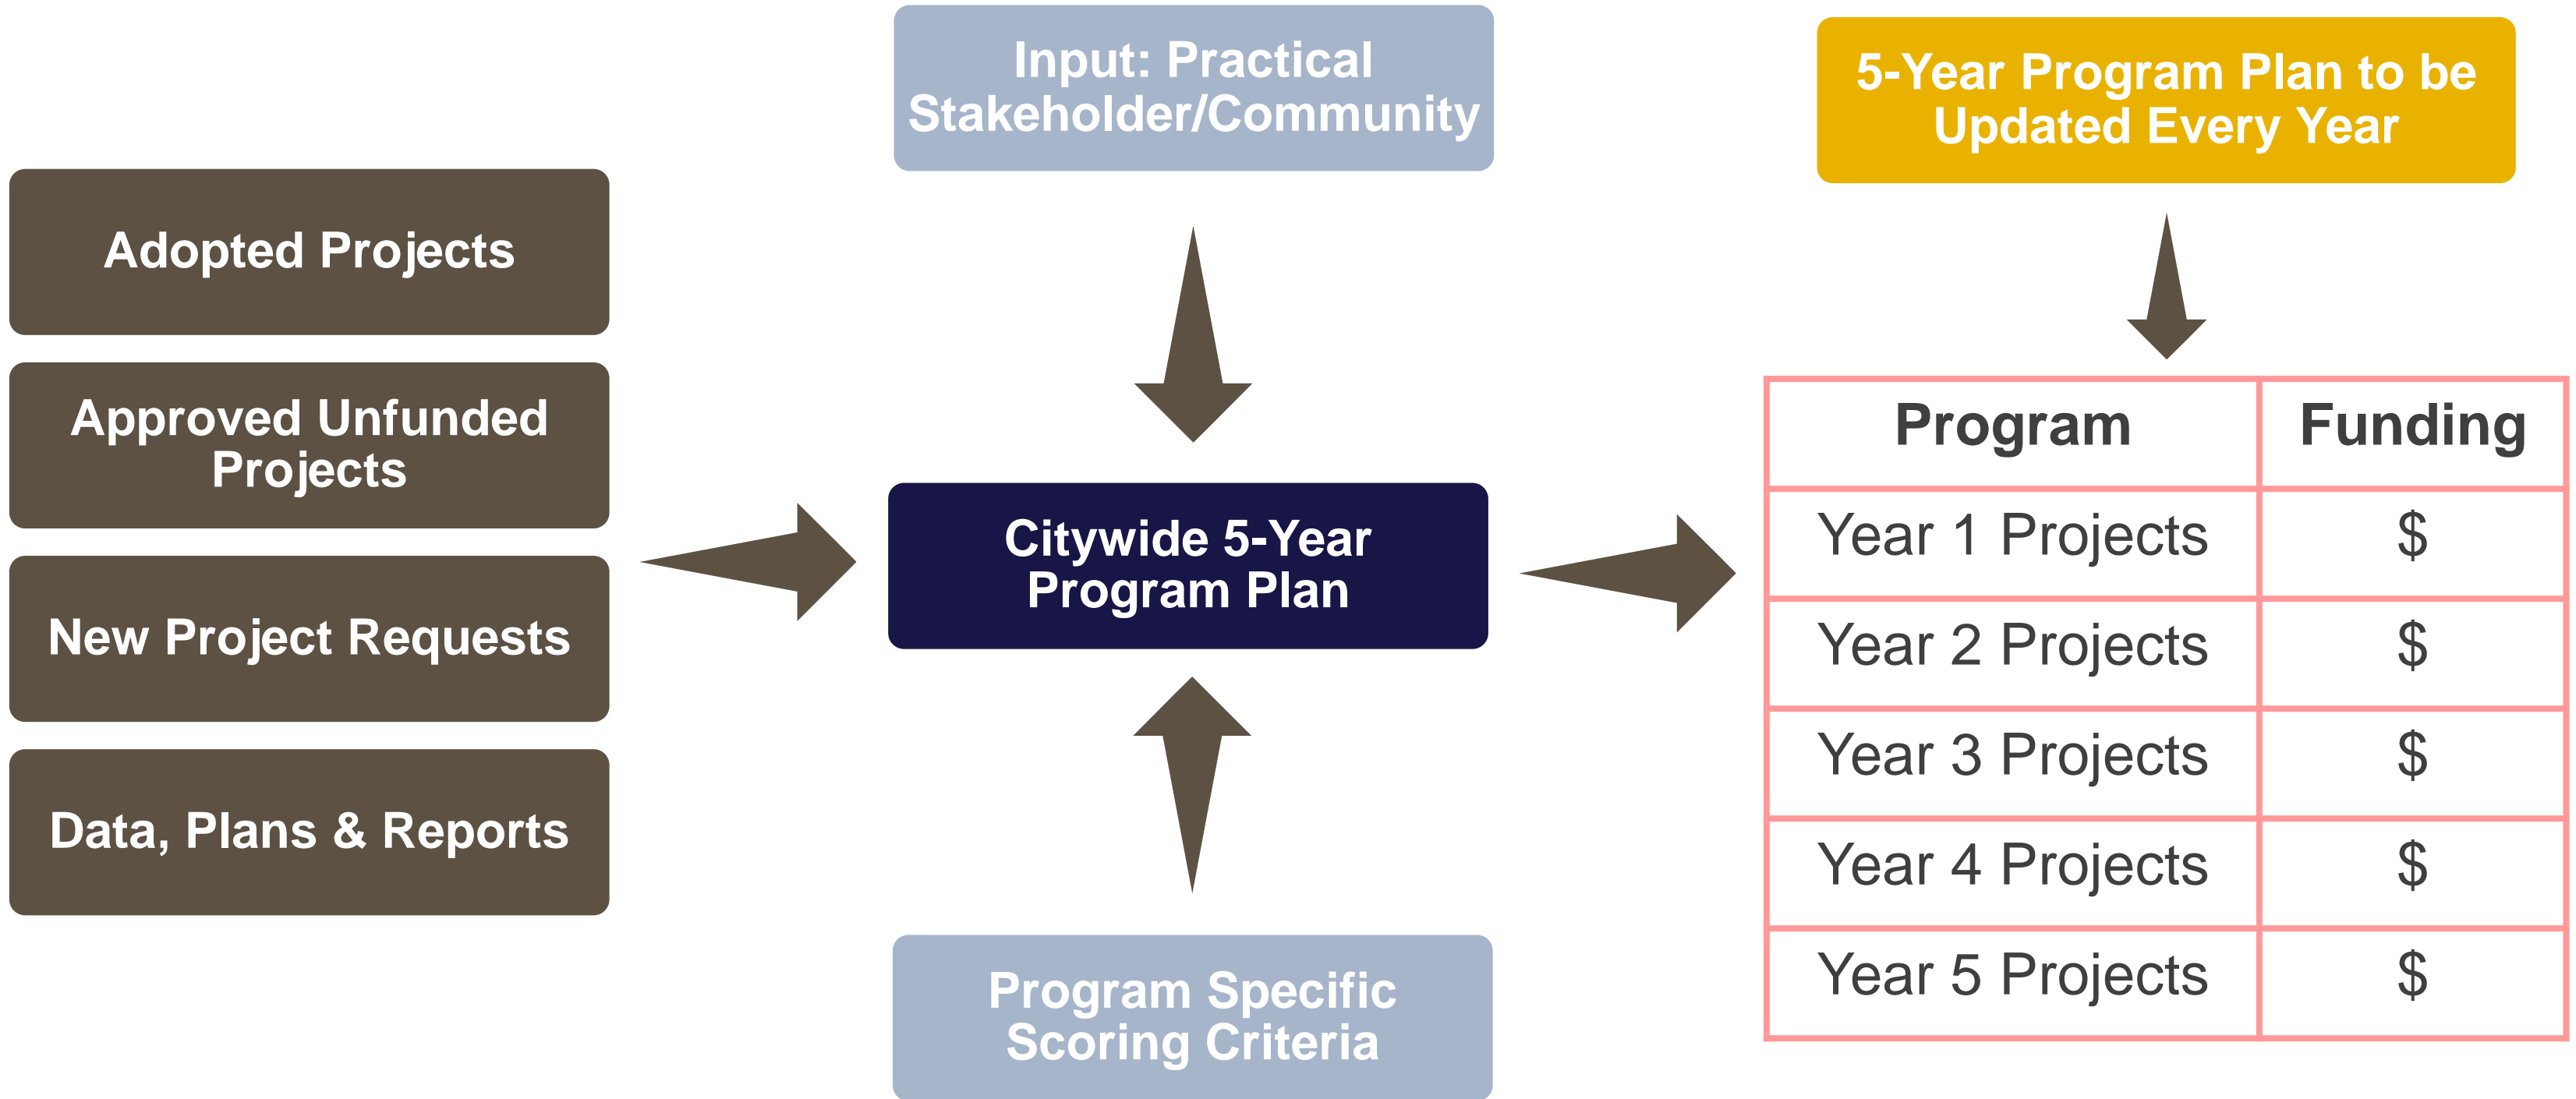 Adopted Projects
Approved Unfunded
Projects
New Project Requests
Data, Plans & Reports
Input: Practical
Stakeholder/Community
Citywide 5-Year
Program Plan
Program Specific
Scoring Criteria
5-Year Program Plan to be
Updated Every Year
Program Funding
Year 1 Projects $
Year 2 Projects $
Year 3 Projects $
Year 4 Projects $
Year 5 Projects $